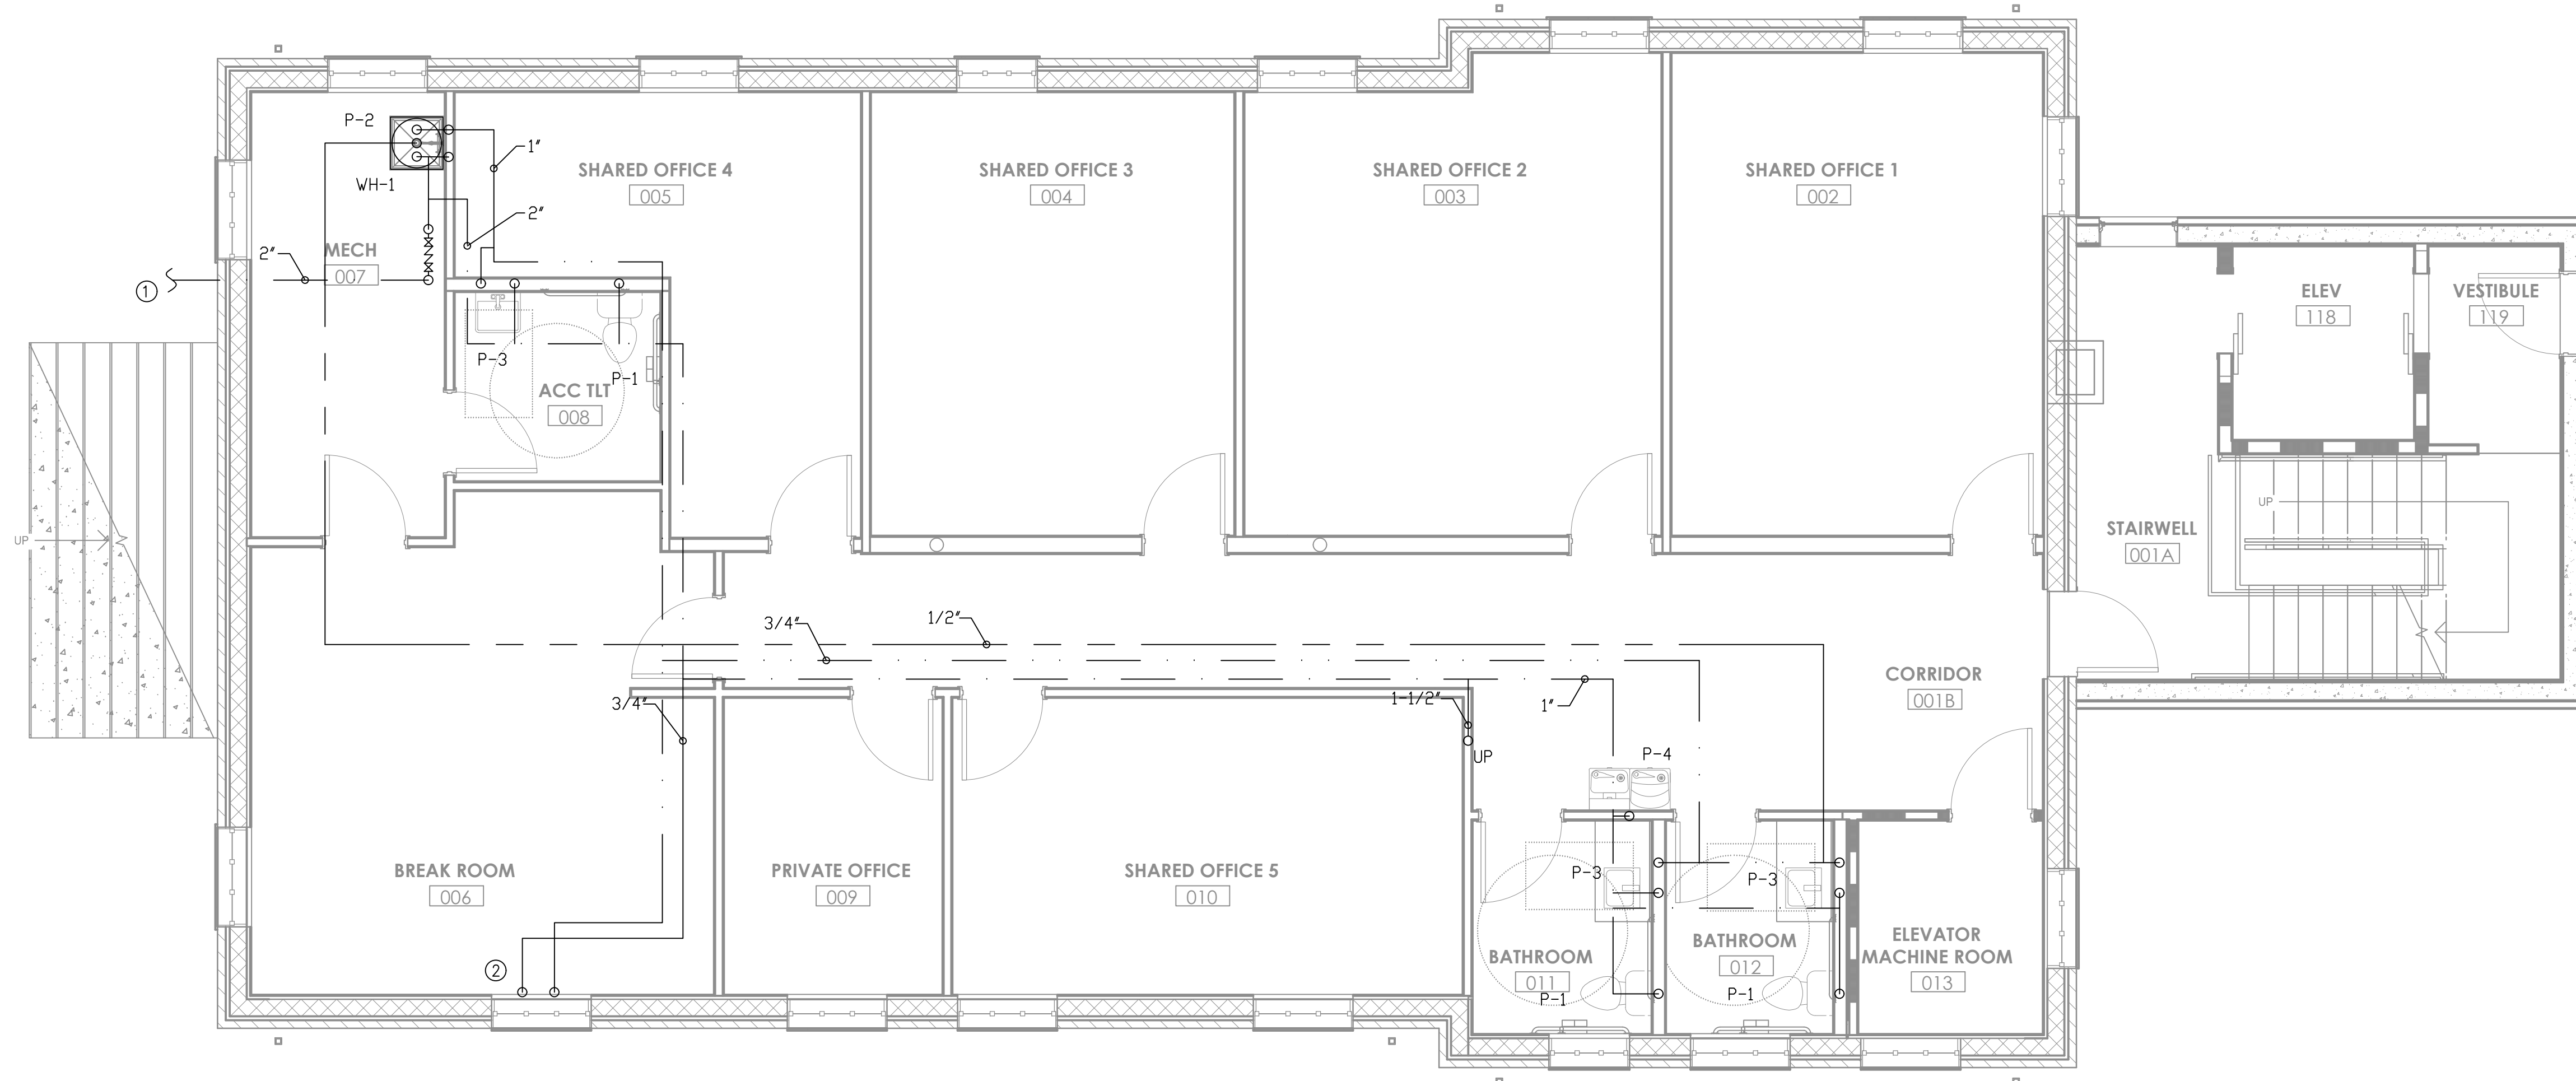 P-2
WH-1
1"
2"
SHARED OFFICE 4
005
SHARED OFFICE 3
004
SHARED OFFICE 2
003
SHARED OFFICE 1
002
2"
MECH
007
1
P-3
P-1
ACC TLT
008
ELEV
118
VESTIBULE
119
UP
UP
STAIRWELL
001A
3/4"
1/2"
3/4"
1-1/2"
1"
UP
P-4
CORRIDOR
001B
BREAK ROOM
006
PRIVATE OFFICE
009
SHARED OFFICE 5
010
P-3
P-3
BATHROOM
011
P-1
BATHROOM
012
P-1
ELEVATOR
MACHINE ROOM
013
2